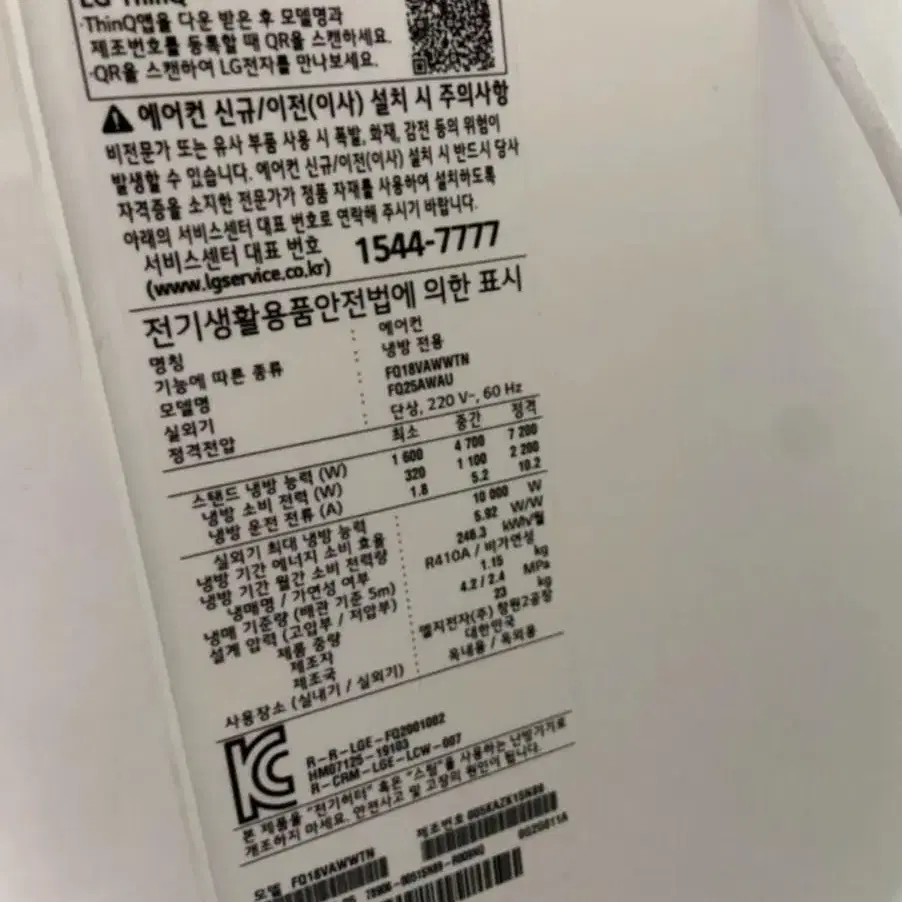 LG ThinQ
·ThinQ앱을 다운 받은 후 모델명과
제조번호를 등록할 때 QR을 스캔하세요.
·QR을 스캔하여 LG전자를 만나보세요.
에어컨 신규/이전(이사) 설치 시 주의사항
비전문가 또는 유사 부품 사용 시 폭발, 화재, 감전 등의 위험이
발생할 수 있습니다. 에어컨 신규/이전(이사) 설치 시 반드시 당사
자격증을 소지한 전문가가 정품 자재를 사용하여 설치하도록
아래의 서비스센터 대표 번호로 연락해 주시기 바랍니다.
서비스센터 대표 번호 1544-7777
(www.lgservice.co.kr)
전기생활용품안전법에 의한 표시
명칭 에어컨
기능에 따른 종류 냉방 전용
모델명 FQ18VAWWTN
실외기 FQ25AWAU
정격전압 단상, 220 V~, 60 Hz
최소 중간 정격
스탠드 냉방 능력 (W) 1 600 4 700 7 200
냉방 소비 전력 (W) 320 1 100 2 200
냉방 운전 전류 (A) 1.8 5.2 10.2
실외기 최대 냉방 능력 10 000 W
냉방 기간 에너지 소비 효율 5.92 W/W
냉방 기간 월간 소비 전력량 246.3 kWh/월
냉매명 / 가연성 여부 R410A / 비가연성
냉매 기준량 (배관 기준 5m) 1.15 kg
설계 압력 (고압부 / 저압부) 4.2 / 2.4 MPa
제품 중량 23 kg
제조자 엘지전자(주) 창원2공장
제조국 대한민국
사용장소 (실내기 / 실외기) 옥내용 / 옥외용
R-R-LGE-FQ2001002
HM07125-19103
R-CRM-LGE-LCW-007
본 제품을 "전기히터" 혹은 "스팀"을 사용하는 난방기기로
개조하지 마세요. 안전사고 및 고장의 원인이 됩니다.
모델 FQ18VAWWTN 제조번호